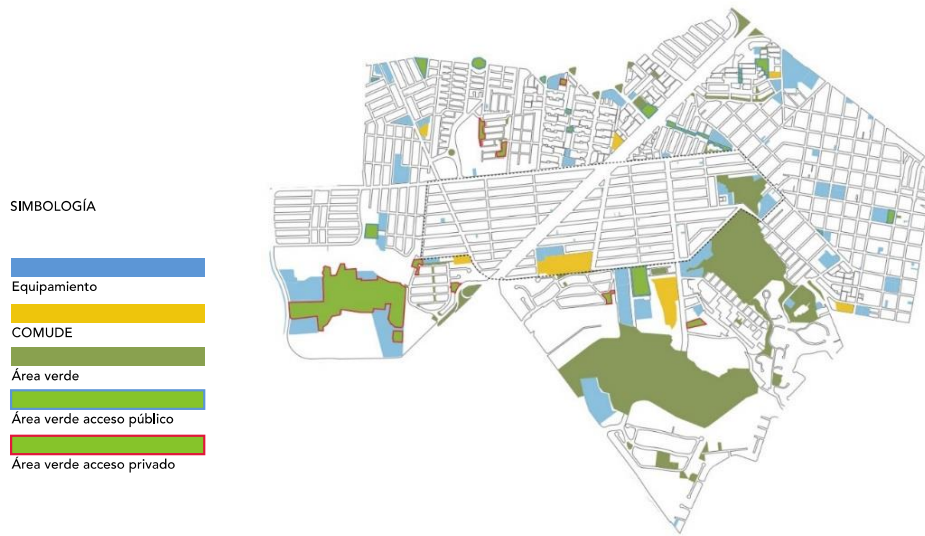 SIMBOLOGÍA
Equipamiento
COMUDE
Área verde
Área verde acceso público
Área verde acceso privado